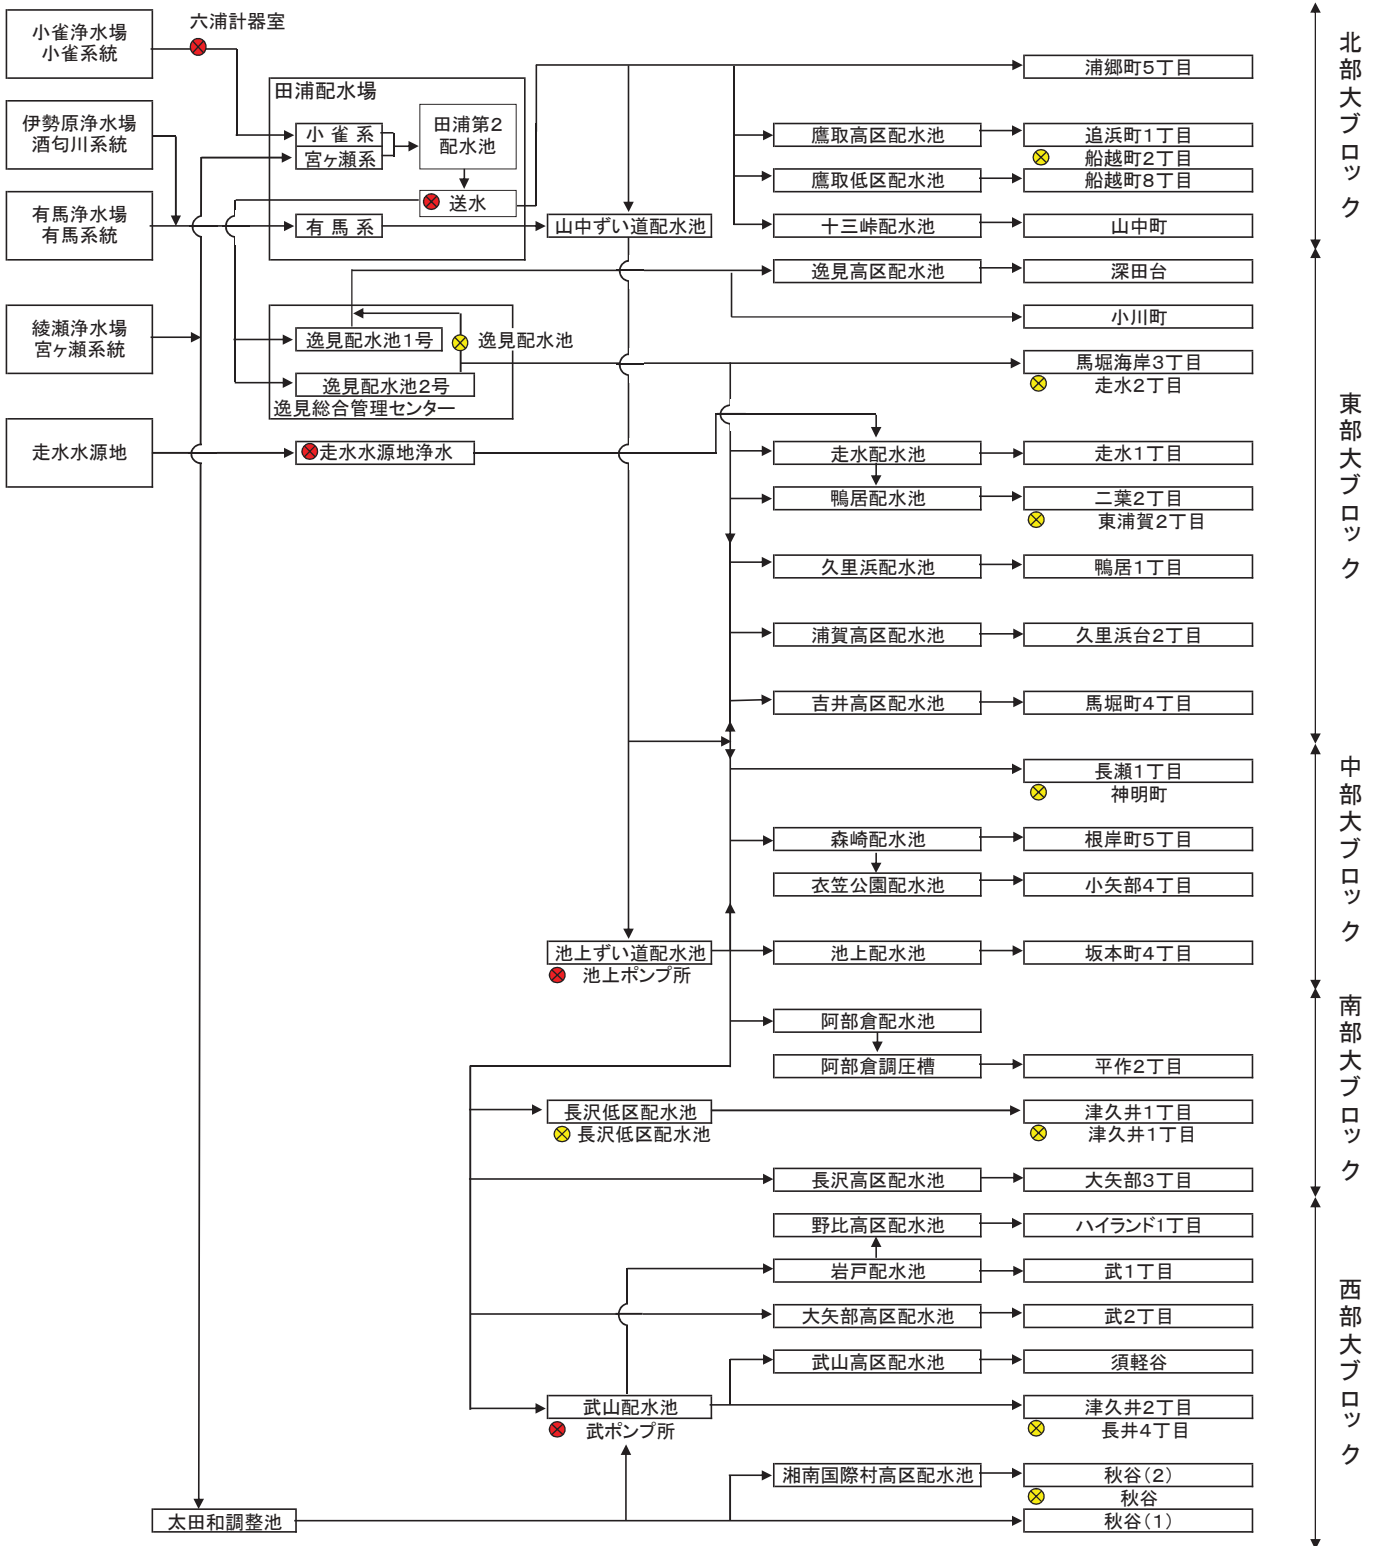 小雀浄水場
小雀系統
六浦計器室
伊勢原浄水場
酒匂川系統
有馬浄水場
有馬系統
綾瀬浄水場
宮ヶ瀬系統
走水水源地
田浦配水場
小雀系
宮ヶ瀬系
田浦第2
配水池
送水
有馬系
山中ずい道配水池
逸見配水池1号
逸見配水池
逸見配水池2号
逸見総合管理センター
走水水源地浄水
浦郷町5丁目
鷹取高区配水池
追浜町1丁目
船越町2丁目
鷹取低区配水池
船越町8丁目
十三峠配水池
山中町
逸見高区配水池
深田台
小川町
馬堀海岸3丁目
走水2丁目
走水配水池
走水1丁目
鴨居配水池
二葉2丁目
東浦賀2丁目
久里浜配水池
鴨居1丁目
浦賀高区配水池
久里浜台2丁目
吉井高区配水池
馬堀町4丁目
長瀬1丁目
神明町
森崎配水池
根岸町5丁目
衣笠公園配水池
小矢部4丁目
池上ずい道配水池
池上ポンプ所
池上配水池
坂本町4丁目
阿部倉配水池
阿部倉調圧槽
平作2丁目
長沢低区配水池
長沢低区配水池
津久井1丁目
津久井1丁目
長沢高区配水池
大矢部3丁目
野比高区配水池
ハイランド1丁目
岩戸配水池
武1丁目
大矢部高区配水池
武2丁目
武山高区配水池
須軽谷
武山配水池
武ポンプ所
津久井2丁目
長井4丁目
湘南国際村高区配水池
秋谷(2)
秋谷
太田和調整池
秋谷(1)
北部大ブロック
東部大ブロック
中部大ブロック
南部大ブロック
西部大ブロック